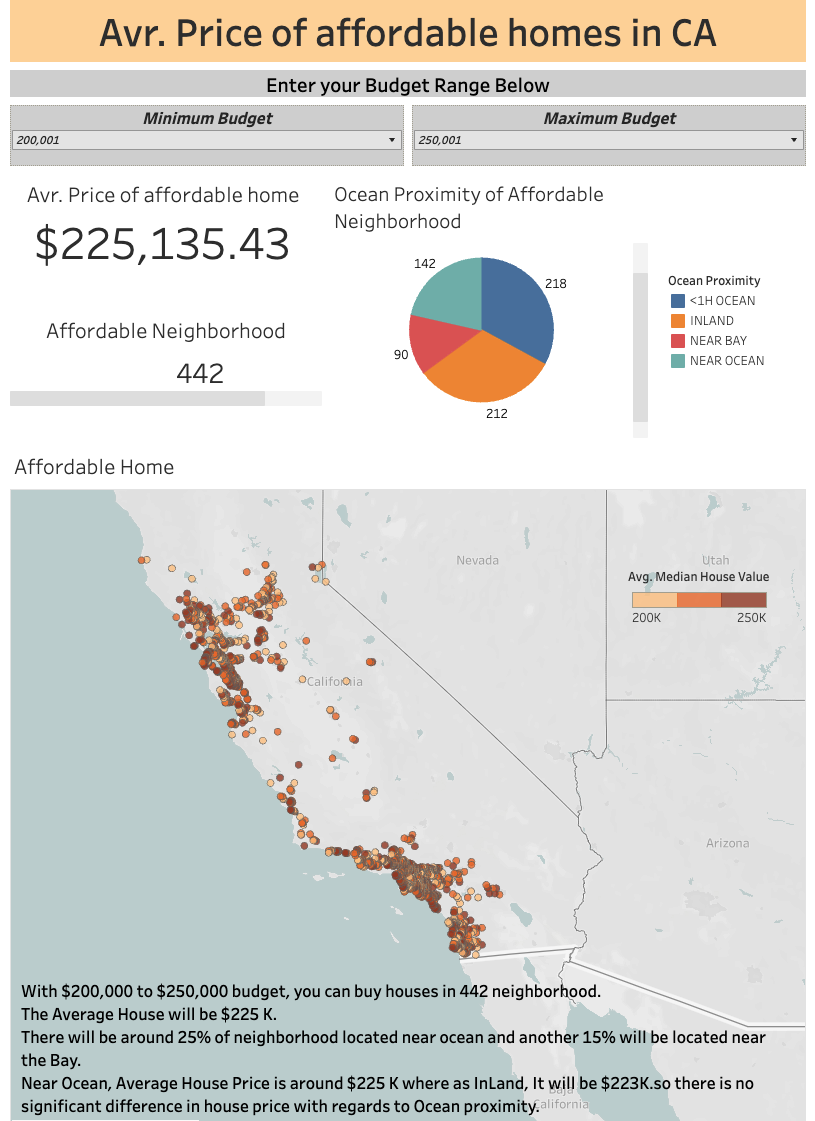 Avr. Price of affordable homes in CA
Enter your Budget Range Below
Minimum Budget
Maximum Budget
200,001
250,001
Avr. Price of affordable home
$225,135.43
Affordable Neighborhood
442
Ocean Proximity of Affordable
Neighborhood
142
218
90
212
Ocean Proximity
<1H OCEAN
INLAND
NEAR BAY
NEAR OCEAN
Affordable Home
Nevada
Utah
Avg. Median House Value
200K
250K
California
Arizona
With $200,000 to $250,000 budget, you can buy houses in 442 neighborhood.
The Average House will be $225 K.
There will be around 25% of neighborhood located near ocean and another 15% will be located near
the Bay.
Near Ocean, Average House Price is around $225 K where as InLand, It will be $223K.so there is no
significant difference in house price with regards to Ocean proximity.
Baja
California